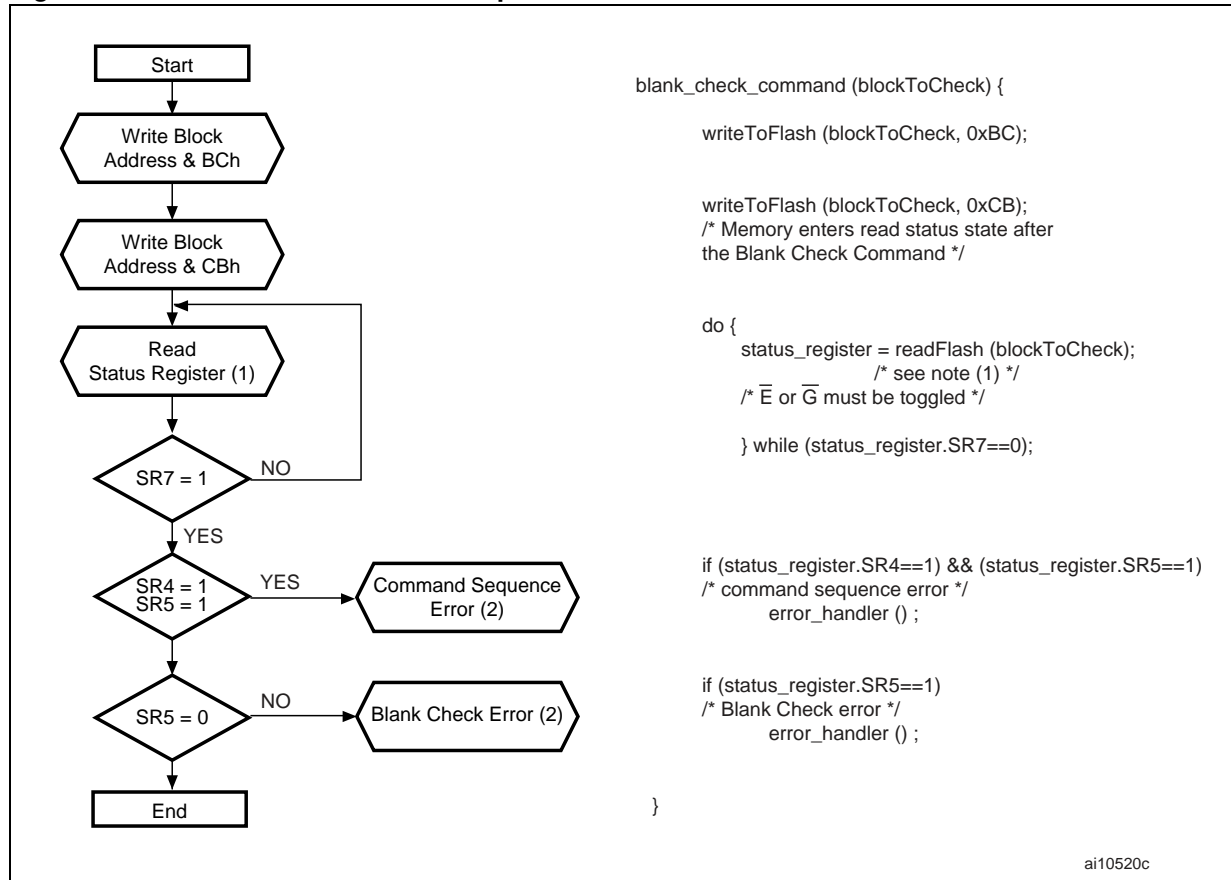 Start
Write Block
Address & BCh
Write Block
Address & CBh
Read
Status Register (1)
SR7 = 1
NO
YES
SR4 = 1
SR5 = 1
YES
Command Sequence
Error (2)
SR5 = 0
NO
Blank Check Error (2)
End
blank_check_command (blockToCheck) {
writeToFlash (blockToCheck, 0xBC);
writeToFlash (blockToCheck, 0xCB);
/* Memory enters read status state after
the Blank Check Command */
do {
status_register = readFlash (blockToCheck);
/* see note (1) */
/* E̅ or G̅ must be toggled */
} while (status_register.SR7==0);
if (status_register.SR4==1) && (status_register.SR5==1)
/* command sequence error */
error_handler () ;
if (status_register.SR5==1)
/* Blank Check error */
error_handler () ;
}
ai10520c